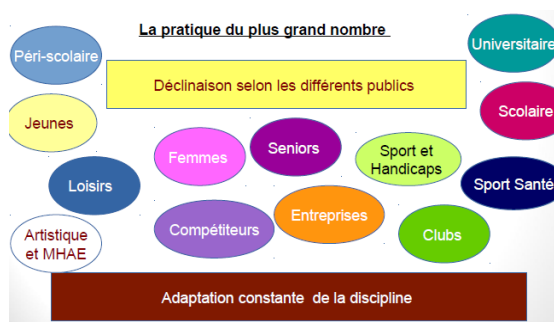 La pratique du plus grand nombre
Péri-scolaire
Universitaire
Déclinaison selon les différents publics
Jeunes
Scolaire
Femmes
Seniors
Sport et
Handicaps
Loisirs
Sport Santé
Artistique
et MHAE
Compétiteurs
Entreprises
Clubs
Adaptation constante de la discipline